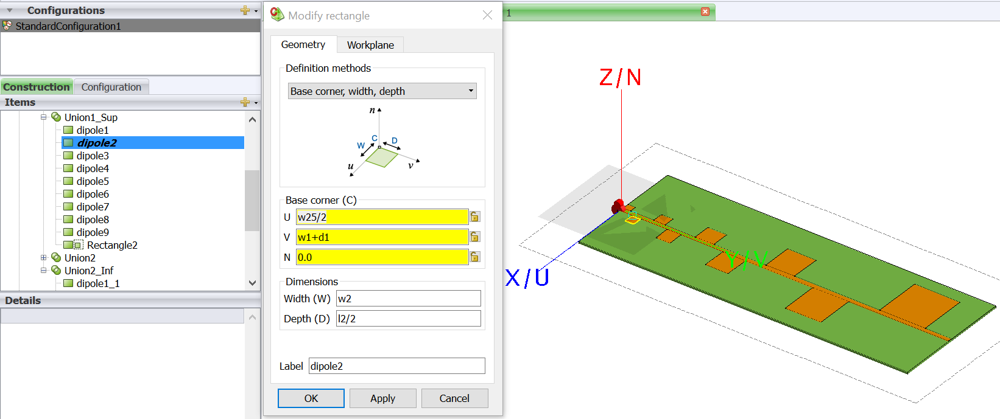 Configurations
StandardConfiguration1
Construction
Configuration
Items
Union1_Sup
dipole1
dipole2
dipole3
dipole4
dipole5
dipole6
dipole7
dipole8
dipole9
Rectangle2
Union2
Union2_Inf
dipole1_1
Details
Modify rectangle
Geometry
Workplane
Definition methods
Base corner, width, depth
n
C
W
D
u
v
Base corner (C)
U w25/2
V w1+d1
N 0.0
Dimensions
Width (W) w2
Depth (D) l2/2
Label dipole2
OK
Apply
Cancel
1
Z/N
Y/V
X/U